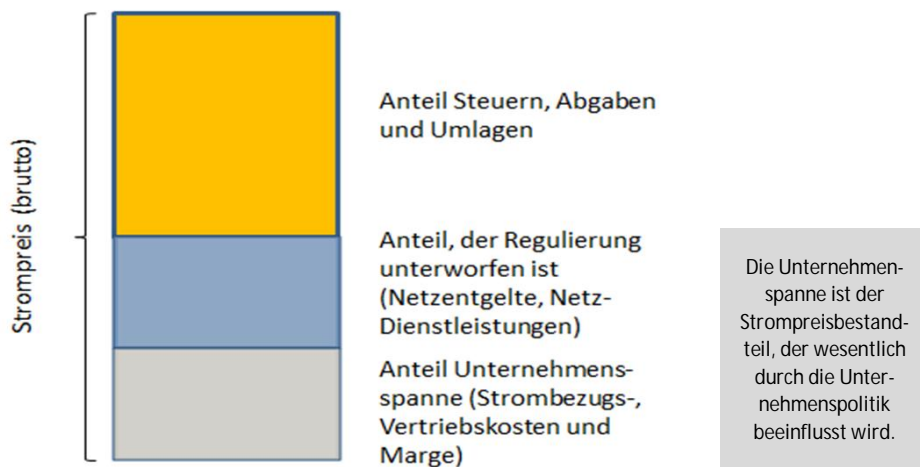 Strompreis (brutto)
Anteil Steuern, Abgaben
und Umlagen
Anteil, der Regulierung
unterworfen ist
(Netzentgelte, Netz-
Dienstleistungen)
Anteil Unternehmens-
spanne (Strombezugs-,
Vertriebskosten und
Marge)
Die Unternehmen-
spanne ist der
Strompreisbestand-
teil, der wesentlich
durch die Unter-
nehmenspolitik
beeinflusst wird.